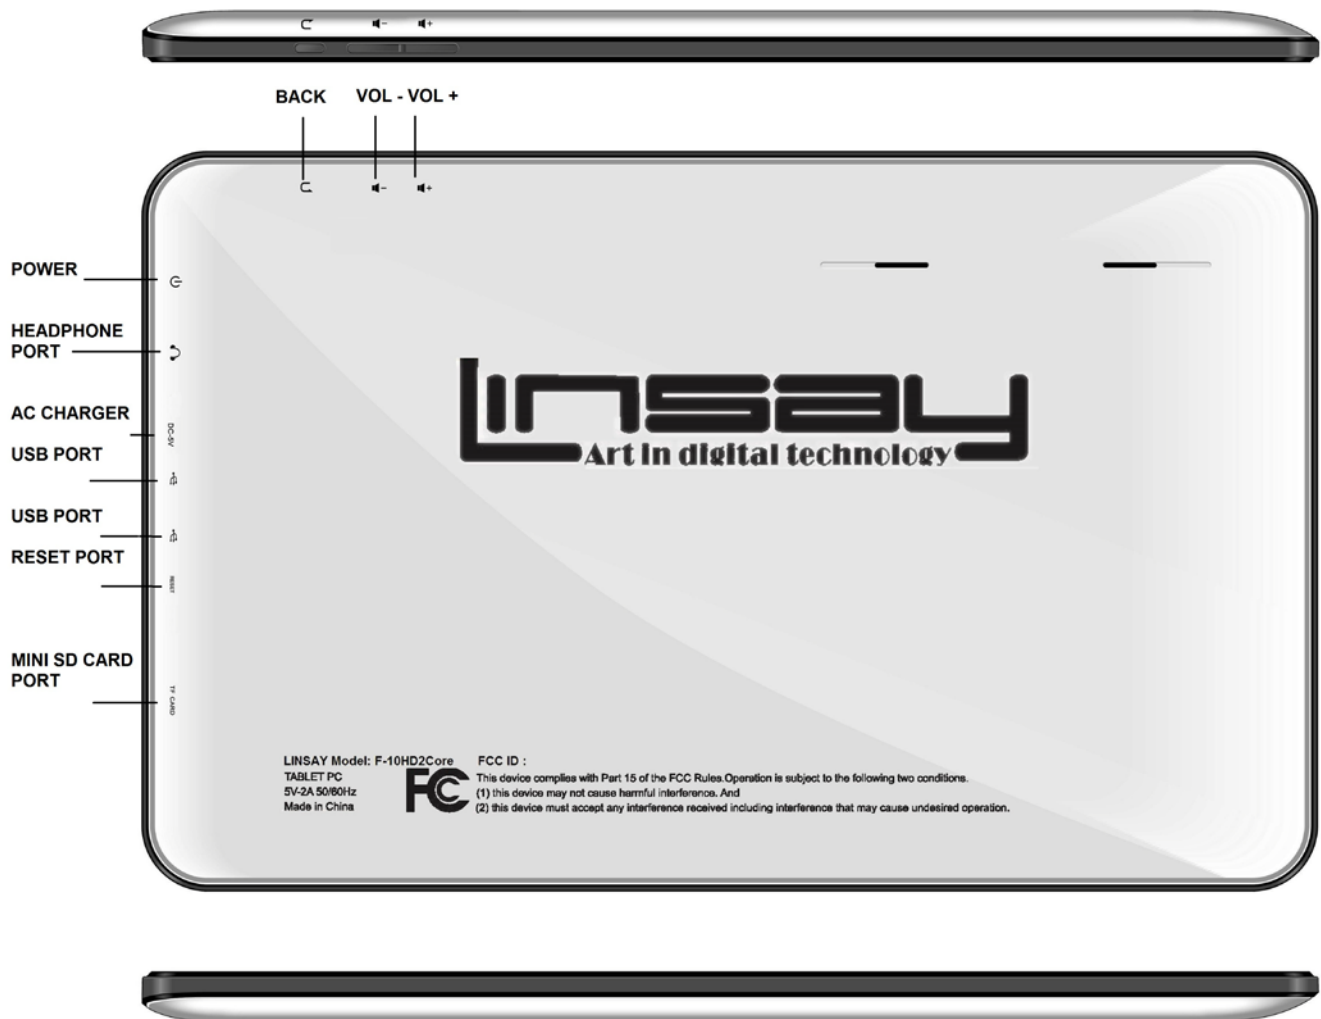 BACK
VOL - VOL +
POWER
HEADPHONE
PORT
AC CHARGER
DC-5V
USB PORT
USB PORT
RESET PORT
RESET
MINI SD CARD
PORT
TF CARD
Linsay
Art in digital technology
LINSAY Model: F-10HD2Core FCC ID :
TABLET PC
5V-2A 50/60Hz
Made in China
FC
This device complies with Part 15 of the FCC Rules.Operation is subject to the following two conditions.
(1) this device may not cause harmful interference. And
(2) this device must accept any interference received including interference that may cause undesired operation.